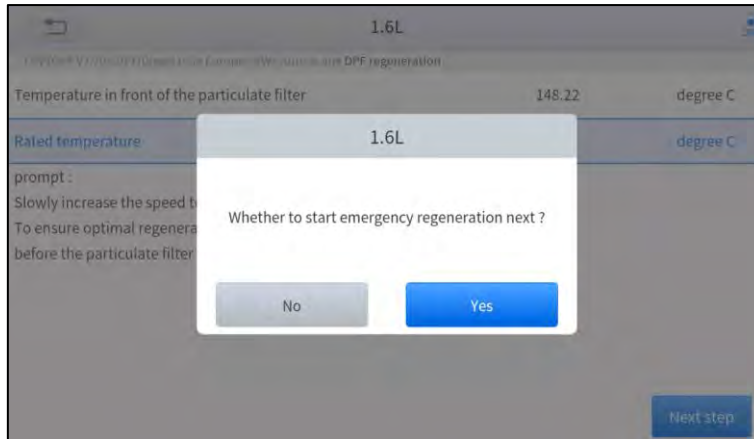 1.6L
DPF regeneration
Temperature in front of the particulate filter 148.22 degree C
Rated temperature degree C
1.6L
prompt :
Slowly increase the speed t
To ensure optimal regenera
before the particulate filter
Whether to start emergency regeneration next ?
No Yes
Next step